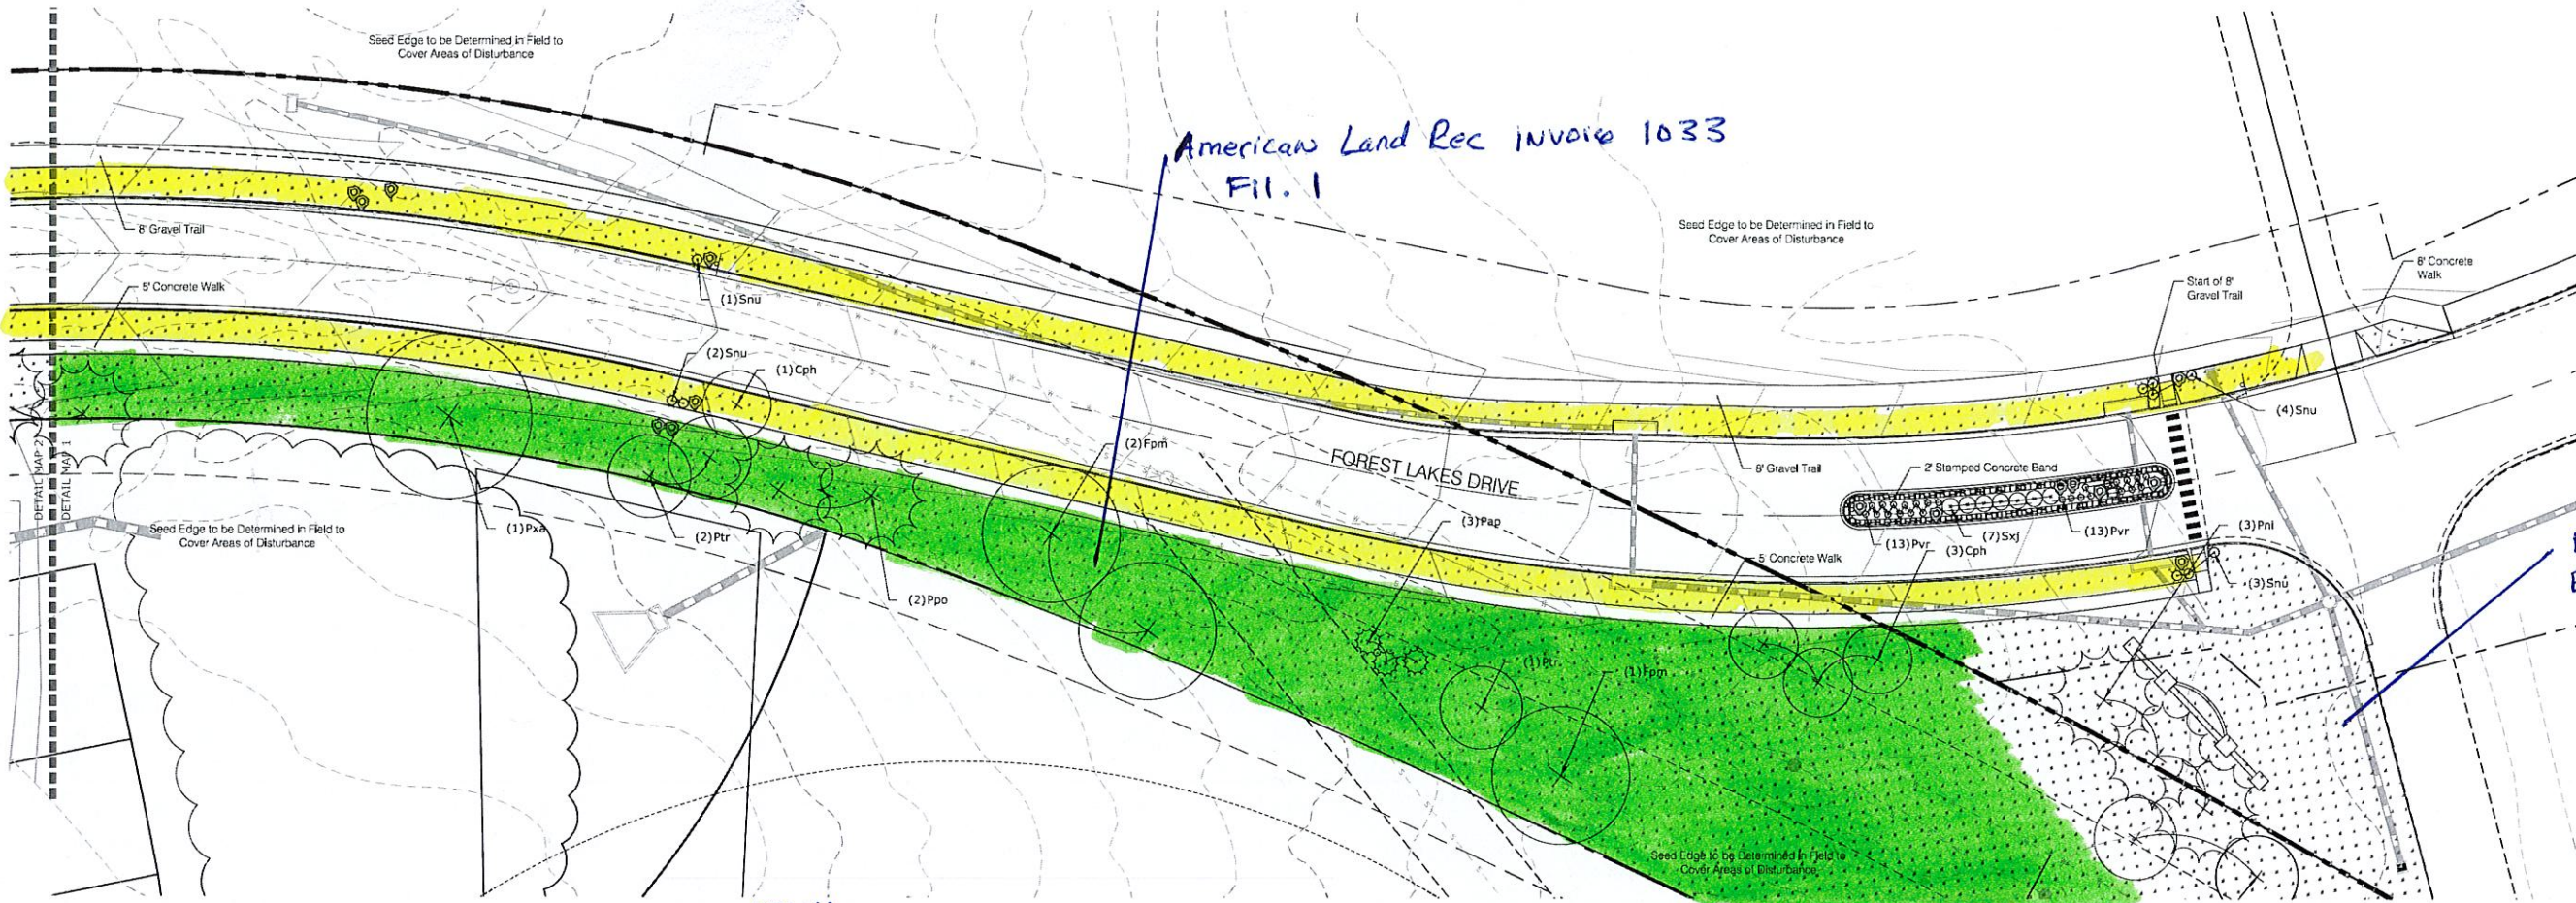 Seed Edge to be Determined in Field to
Cover Areas of Disturbance
American Land Rec invoice 1033
Fil. 1
8' Gravel Trail
Seed Edge to be Determined in Field to
Cover Areas of Disturbance
8' Concrete
Walk
Start of 8'
Gravel Trail
5' Concrete Walk
(1)Snu
(2)Snu
(1)Cph
(4)Snu
(2)Fpm
FOREST LAKES DRIVE
8' Gravel Trail
2' Stamped Concrete Band
DETAIL MAP 2
DETAIL MAP 1
Seed Edge to be Determined in Field to
Cover Areas of Disturbance
(1)Pxa
(2)Ptr
(3)Pap
(13)Pvr
(7)Sxj
(13)Pvr
(3)Pni
(3)Cph
5' Concrete Walk
(3)Snu
(2)Ppo
(1)Ptr
(1)Fpm
Seed Edge to be Determined in Field to
Cover Areas of Disturbance